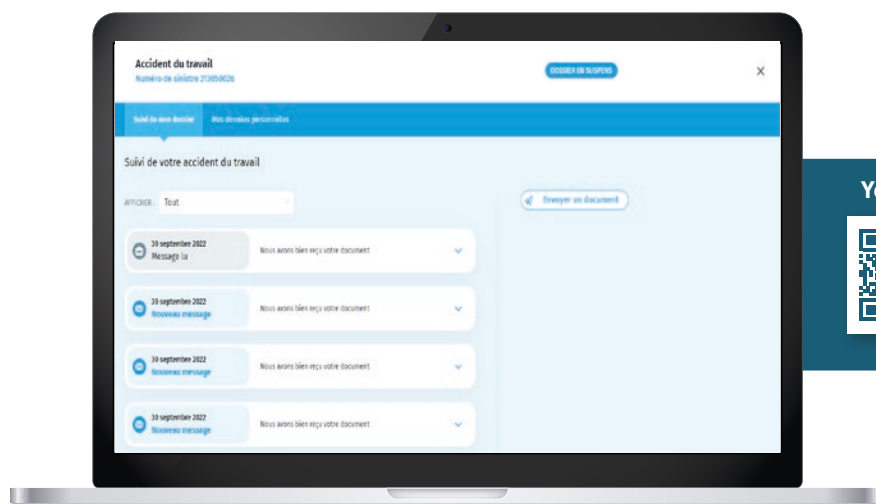 Accident du travail
Numéro de sinistre 213050026
DOSSIER EN SUSPENS
Suivi de mon dossier Mes données personnelles
Suivi de votre accident du travail
AFFICHER : Tout
Envoyer un document
30 septembre 2022
Message lu
Nous avons bien reçu votre document
30 septembre 2022
Nouveau message
Nous avons bien reçu votre document
30 septembre 2022
Nouveau message
Nous avons bien reçu votre document
30 septembre 2022
Nouveau message
Nous avons bien reçu votre document